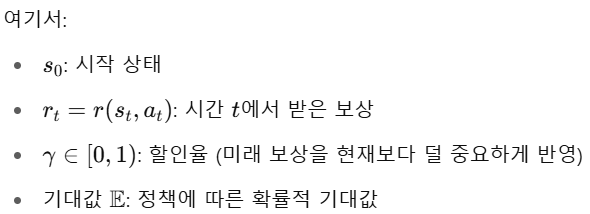 여기서:
• s₀: 시작 상태
• rₜ = r(sₜ, aₜ): 시간 t에서 받은 보상
• γ ∈ [0, 1): 할인율 (미래 보상을 현재보다 덜 중요하게 반영)
• 기대값 𝔼: 정책에 따른 확률적 기대값